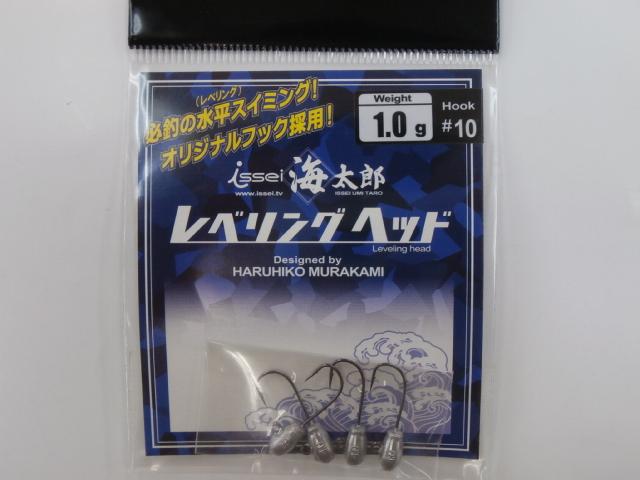 (レベリング)
必釣の水平スイミング!
オリジナルフック採用!
Weight
1.0 g
Hook
#10
issei 海太郎
www.issei.tv ISSEI UMI TARO
レベリングヘッド
Leveling head
Designed by
HARUHIKO MURAKAMI